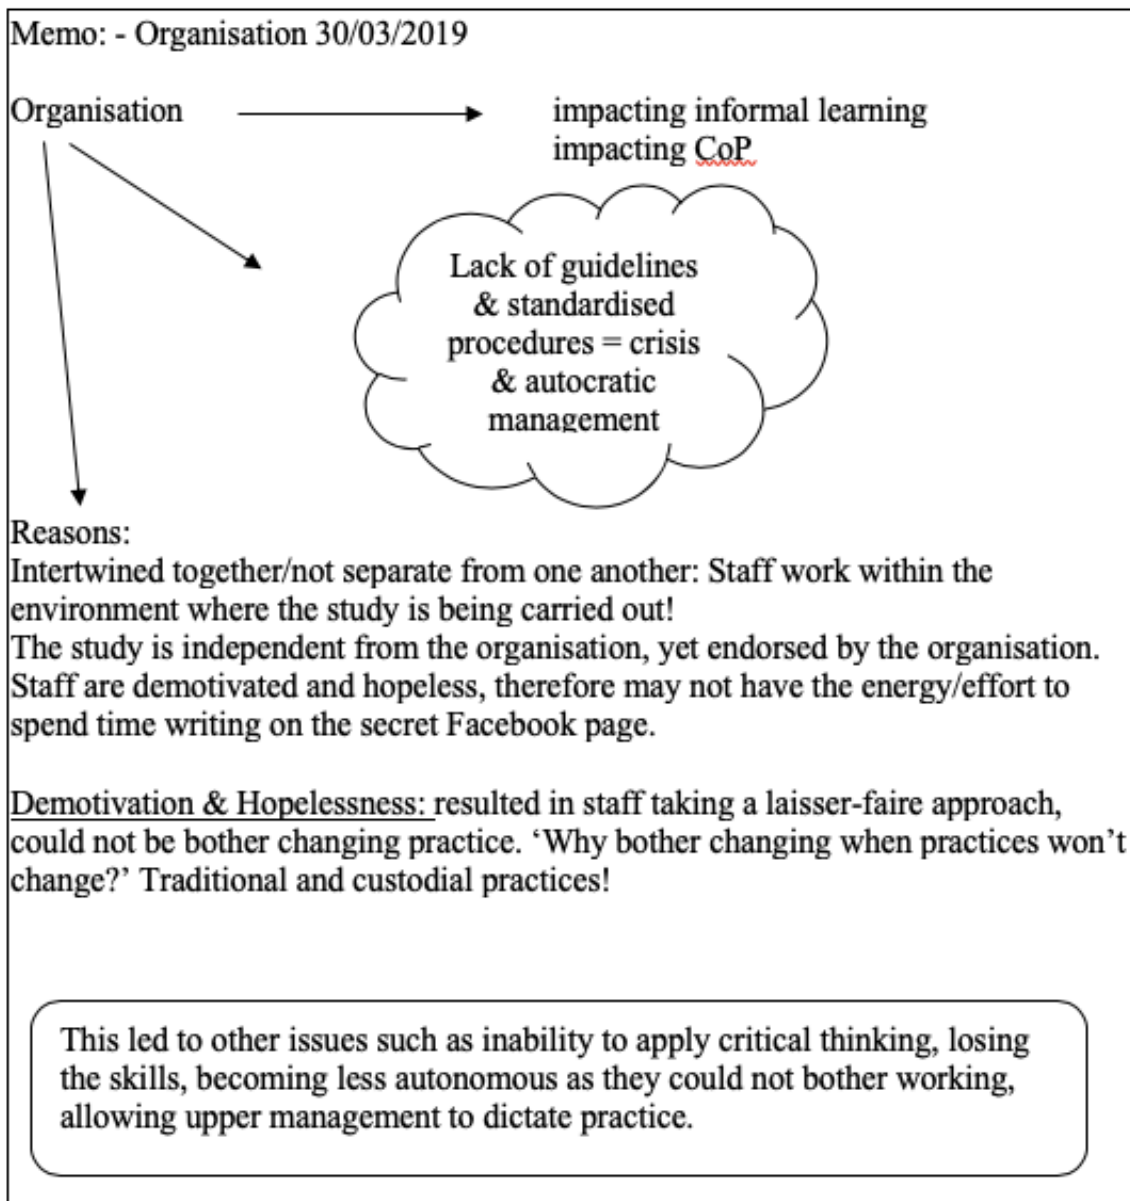 Memo: - Organisation 30/03/2019
Organisation
impacting informal learning
impacting CoP
Lack of guidelines
& standardised
procedures = crisis
& autocratic
management
Reasons:
Intertwined together/not separate from one another: Staff work within the
environment where the study is being carried out!
The study is independent from the organisation, yet endorsed by the organisation.
Staff are demotivated and hopeless, therefore may not have the energy/effort to
spend time writing on the secret Facebook page.
Demotivation & Hopelessness: resulted in staff taking a laisser-faire approach,
could not be bother changing practice. ‘Why bother changing when practices won’t
change?’ Traditional and custodial practices!
This led to other issues such as inability to apply critical thinking, losing
the skills, becoming less autonomous as they could not bother working,
allowing upper management to dictate practice.